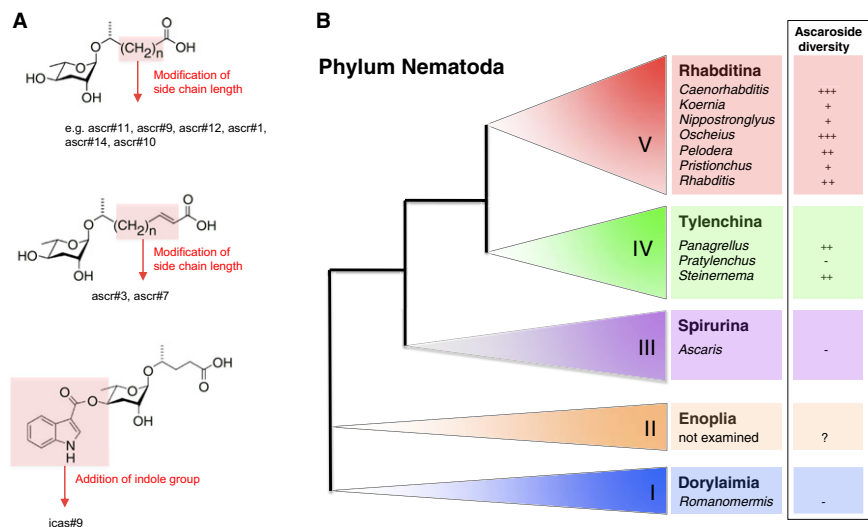 A
O
OH
O
(CH2)n
O
HO
OH
Modification of
side chain length
e.g. ascr#11, ascr#9, ascr#12, ascr#1,
ascr#14, ascr#10
O
OH
O
(CH2)n
O
HO
OH
Modification of
side chain length
ascr#3, ascr#7
OH
O
O
O
O
O
OH
N
H
Addition of indole group
icas#9
B
Phylum Nematoda
Ascaroside
diversity
V
Rhabditina
Caenorhabditis +++
Koernia +
Nippostronglyus +
Oscheius +++
Pelodera ++
Pristionchus +
Rhabditis ++
IV
Tylenchina
Panagrellus ++
Pratylenchus -
Steinernema ++
III
Spirurina
Ascaris -
II
Enoplia
not examined ?
I
Dorylaimia
Romanomermis -